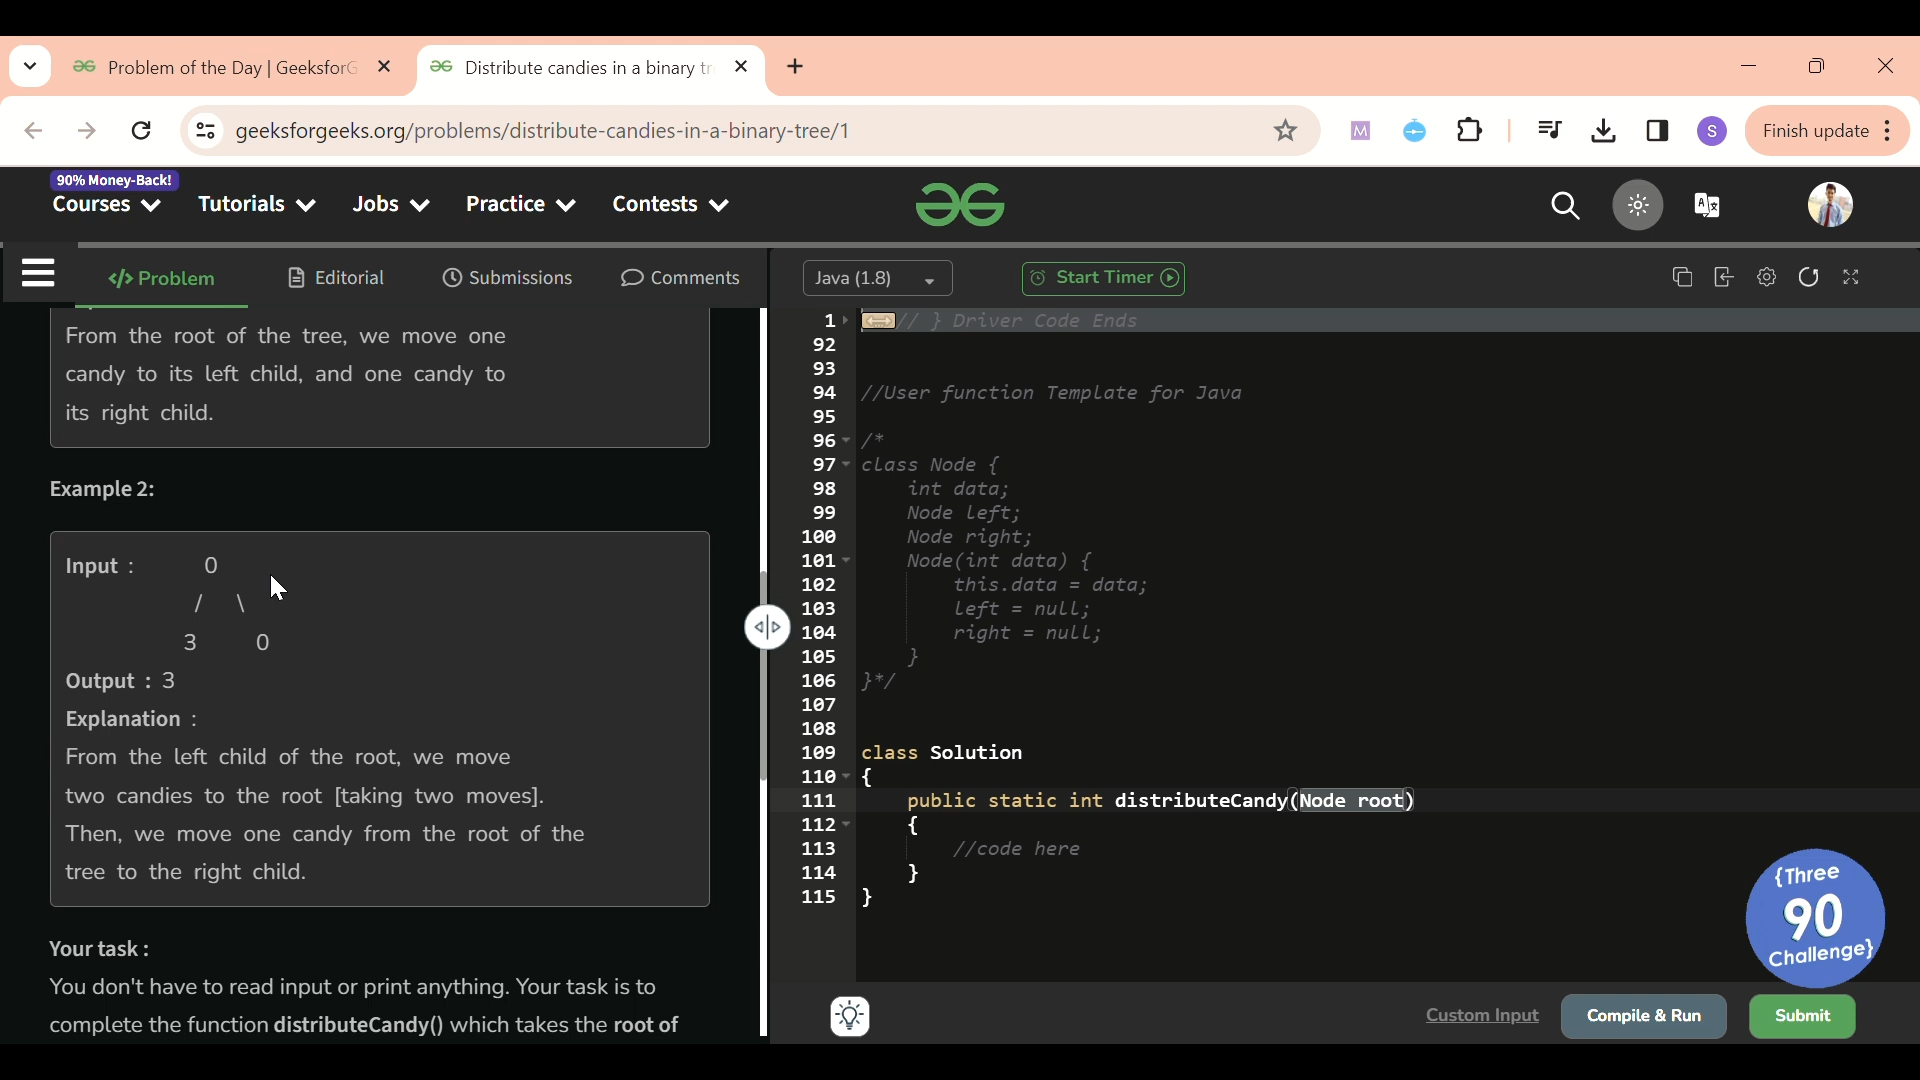 Problem of the Day | GeeksforG
Distribute candies in a binary tr
geeksforgeeks.org/problems/distribute-candies-in-a-binary-tree/1
M
S
Finish update
90% Money-Back!
Courses
Tutorials
Jobs
Practice
Contests
</> Problem
Editorial
Submissions
Comments
Java (1.8)
Start Timer
From the root of the tree, we move one
candy to its left child, and one candy to
its right child.
Example 2:
Input :    0
/ \
3    0
Output : 3
Explanation :
From the left child of the root, we move
two candies to the root [taking two moves].
Then, we move one candy from the root of the
tree to the right child.
Your task :
You don't have to read input or print anything. Your task is to
complete the function distributeCandy() which takes the root of
1 // } Driver Code Ends
92
93
94 //User function Template for Java
95
96 /*
97 class Node {
98     int data;
99     Node left;
100     Node right;
101     Node(int data) {
102         this.data = data;
103         left = null;
104         right = null;
105     }
106 }*/
107
108
109 class Solution
110 {
111     public static int distributeCandy(Node root)
112     {
113         //code here
114     }
115 }
{Three
90
Challenge}
Custom Input
Compile & Run
Submit